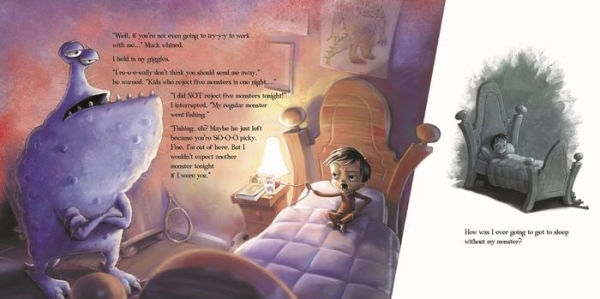 "Well, if you're not even going to try-y-y to work
with me..." Mack whined.
I held in my giggles.
"I re-e-e-eally don't think you should send me away,"
he warned. "Kids who reject five monsters in one night...."
"I did NOT reject five monsters tonight!"
I interrupted. "My regular monster
went fishing."
"Fishing, eh? Maybe he just left
because you're SO-O-O picky.
Fine. I'm out of here. But I
wouldn't expect another
monster tonight
if I were you."
How was I ever going to get to sleep
without my monster?